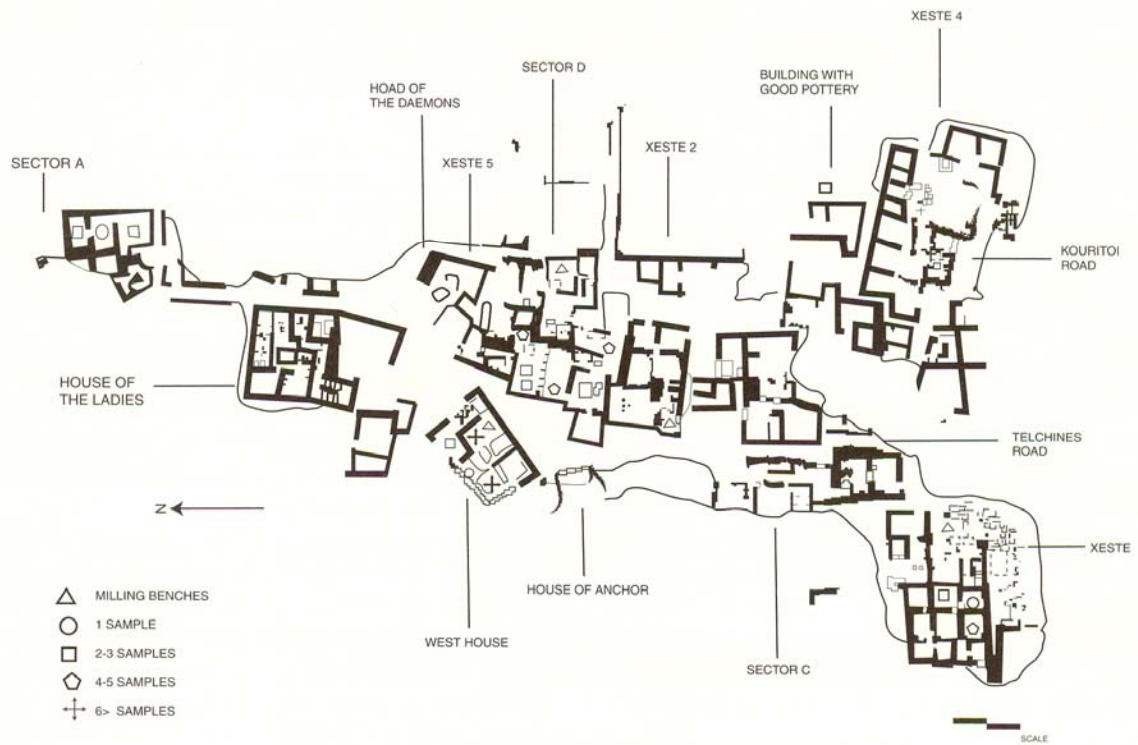 XESTE 4
SECTOR D
BUILDING WITH
GOOD POTTERY
HOAD OF
THE DAEMONS
XESTE 2
XESTE 5
SECTOR A
KOURITOI
ROAD
HOUSE OF
THE LADIES
TELCHINES
ROAD
N
XESTE
HOUSE OF ANCHOR
WEST HOUSE
SECTOR C
MILLING BENCHES
1 SAMPLE
2-3 SAMPLES
4-5 SAMPLES
6> SAMPLES
SCALE